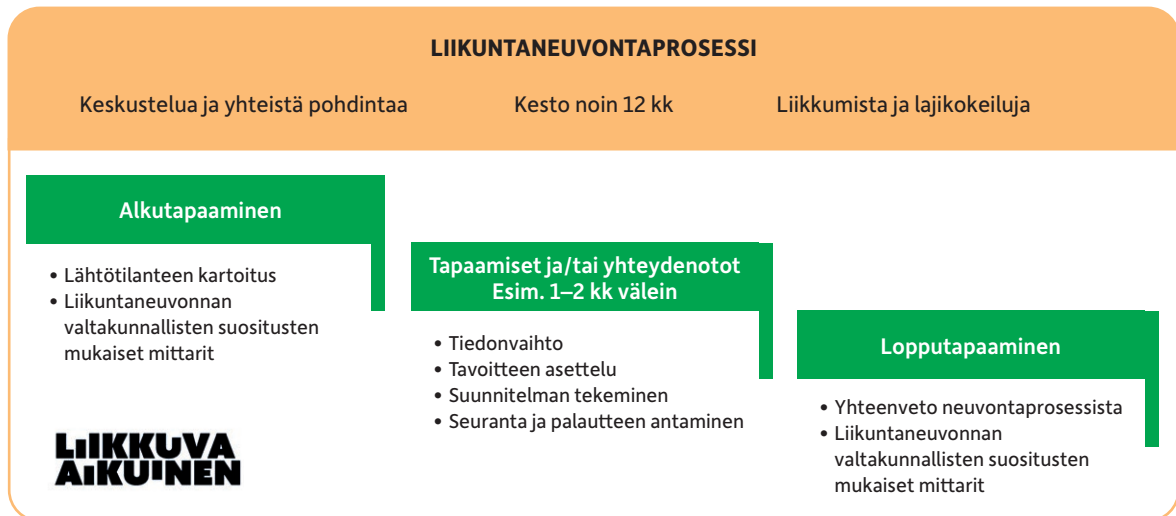 LIIKUNTANEUVONTAPROSESSI
Keskustelua ja yhteistä pohdintaa
Kesto noin 12 kk
Liikkumista ja lajikokeiluja
Alkutapaaminen
• Lähtötilanteen kartoitus
• Liikuntaneuvonnan
valtakunnallisten suositusten
mukaiset mittarit
Tapaamiset ja/tai yhteydenotot
Esim. 1–2 kk välein
• Tiedonvaihto
• Tavoitteen asettelu
• Suunnitelman tekeminen
• Seuranta ja palautteen antaminen
Lopputapaaminen
• Yhteenveto neuvontaprosessista
• Liikuntaneuvonnan
valtakunnallisten suositusten
mukaiset mittarit
LIIKKUVA
AIKUINEN